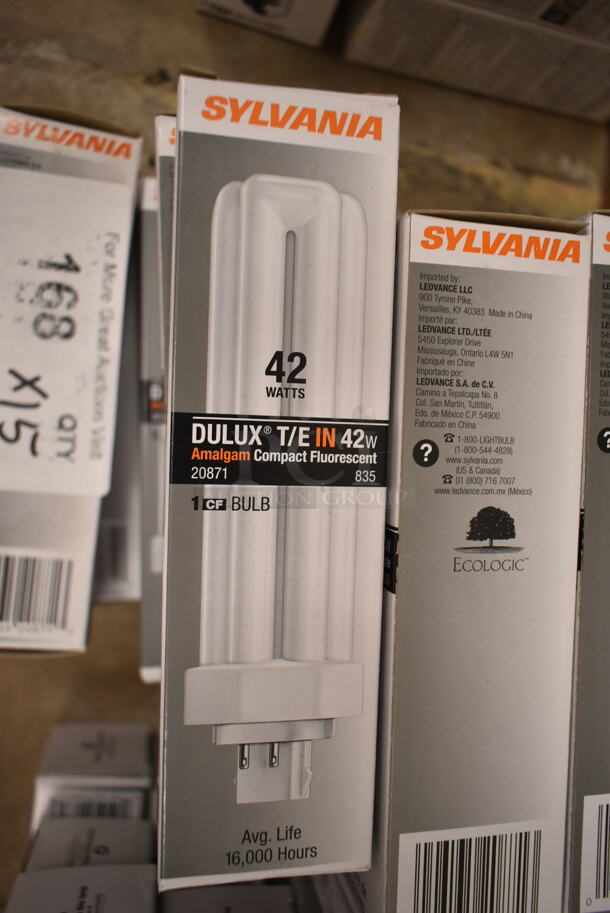 SYLVANIA
For More Great Auction Visit
168
x15
QTY
SYLVANIA
42
WATTS
DULUX® T/E IN 42W
Amalgam Compact Fluorescent
20871 835
1 CF BULB
Avg. Life
16,000 Hours
SYLVANIA
Imported by:
LEDVANCE LLC
900 Tyrone Pike,
Versailles, KY 40383 Made in China
Importé par:
LEDVANCE LTD./LTÉE
5450 Explorer Drive
Mississauga, Ontario L4W 5N1
Fabriqué en Chine
Importado por:
LEDVANCE S.A. de C.V.
Camino a Tepalcapa No. 8
Col. San Martín, Tultitlán,
Edo. de México C.P. 54900
Fabricado en China
? ☎ 1-800-LIGHTBULB
(1-800-544-4828)
www.sylvania.com
(US & Canada)
☎ 01 (800) 716 7007
www.ledvance.com.mx (México)
ECOLOGIC™